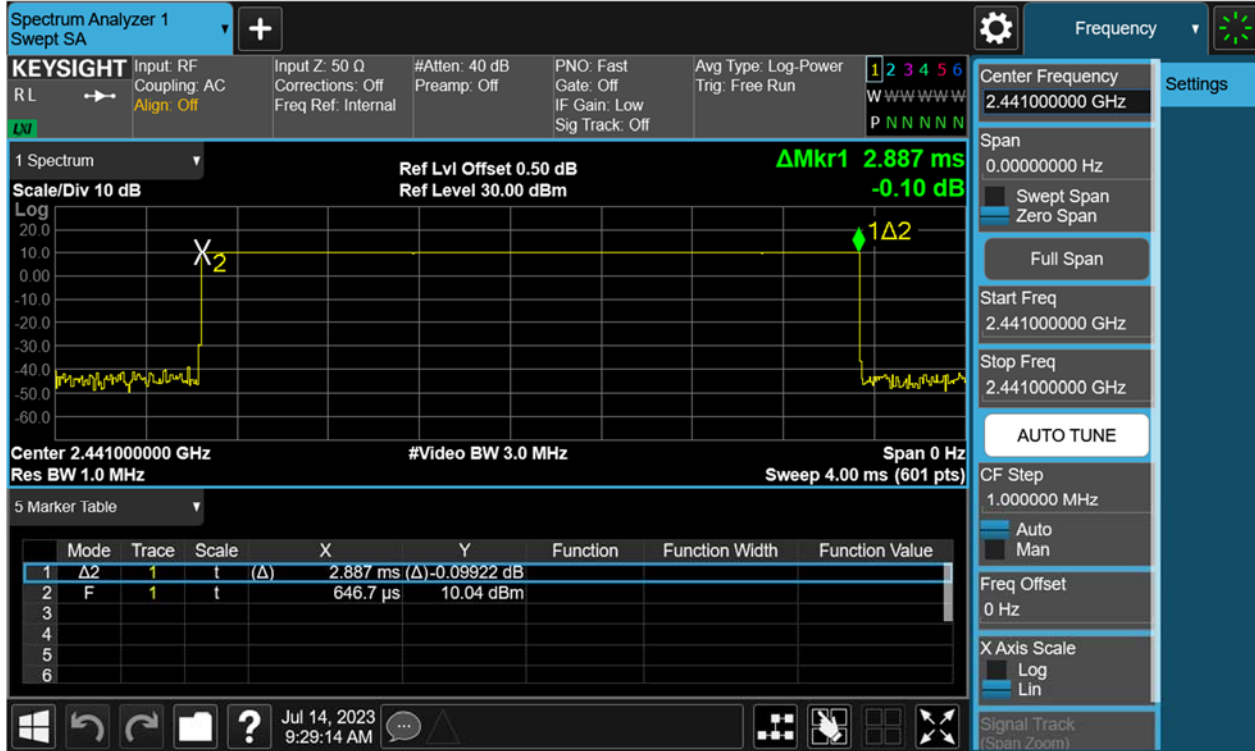 Spectrum Analyzer 1
Swept SA
Frequency
KEYSIGHT
R L
LXI
Input: RF
Coupling: AC
Align: Off
Input Z: 50 Ω
Corrections: Off
Freq Ref: Internal
#Atten: 40 dB
Preamp: Off
PNO: Fast
Gate: Off
IF Gain: Low
Sig Track: Off
Avg Type: Log-Power
Trig: Free Run
1 2 3 4 5 6
W W W W W W
P N N N N N
1 Spectrum
Scale/Div 10 dB
Ref Lvl Offset 0.50 dB
Ref Level 30.00 dBm
ΔMkr1 2.887 ms
-0.10 dB
Log
20.0
10.0
0.00
-10.0
-20.0
-30.0
-40.0
-50.0
-60.0
X2
1Δ2
Center 2.441000000 GHz
#Video BW 3.0 MHz
Span 0 Hz
Res BW 1.0 MHz
Sweep 4.00 ms (601 pts)
5 Marker Table
Mode Trace Scale X Y Function Function Width Function Value
1 Δ2 1 t (Δ) 2.887 ms (Δ)-0.09922 dB
2 F 1 t 646.7 µs 10.04 dBm
3
4
5
6
?
Jul 14, 2023
9:29:14 AM
Center Frequency
2.441000000 GHz
Settings
Span
0.00000000 Hz
Swept Span
Zero Span
Full Span
Start Freq
2.441000000 GHz
Stop Freq
2.441000000 GHz
AUTO TUNE
CF Step
1.000000 MHz
Auto
Man
Freq Offset
0 Hz
X Axis Scale
Log
Lin
Signal Track
(Span Zoom)